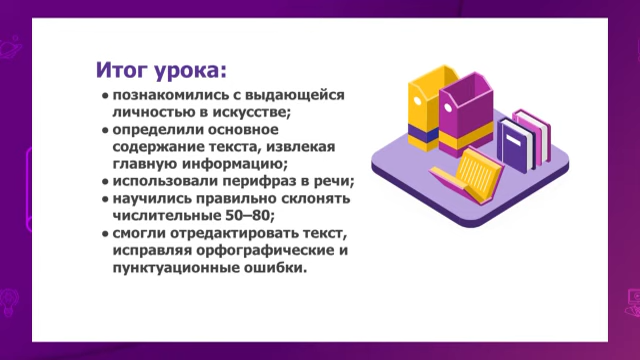 Итог урока:
● познакомились с выдающейся
личностью в искусстве;
● определили основное
содержание текста, извлекая
главную информацию;
● использовали перифраз в речи;
● научились правильно склонять
числительные 50–80;
● смогли отредактировать текст,
исправляя орфографические и
пунктуационные ошибки.